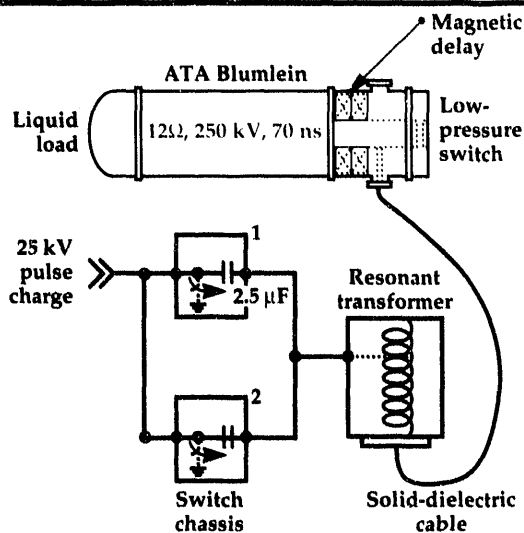 Magnetic
delay
ATA Blumlein
Liquid
load
12Ω, 250 kV, 70 ns
Low-
pressure
switch
25 kV
pulse
charge
1
2.5 μF
Resonant
transformer
2
Switch
chassis
Solid-dielectric
cable